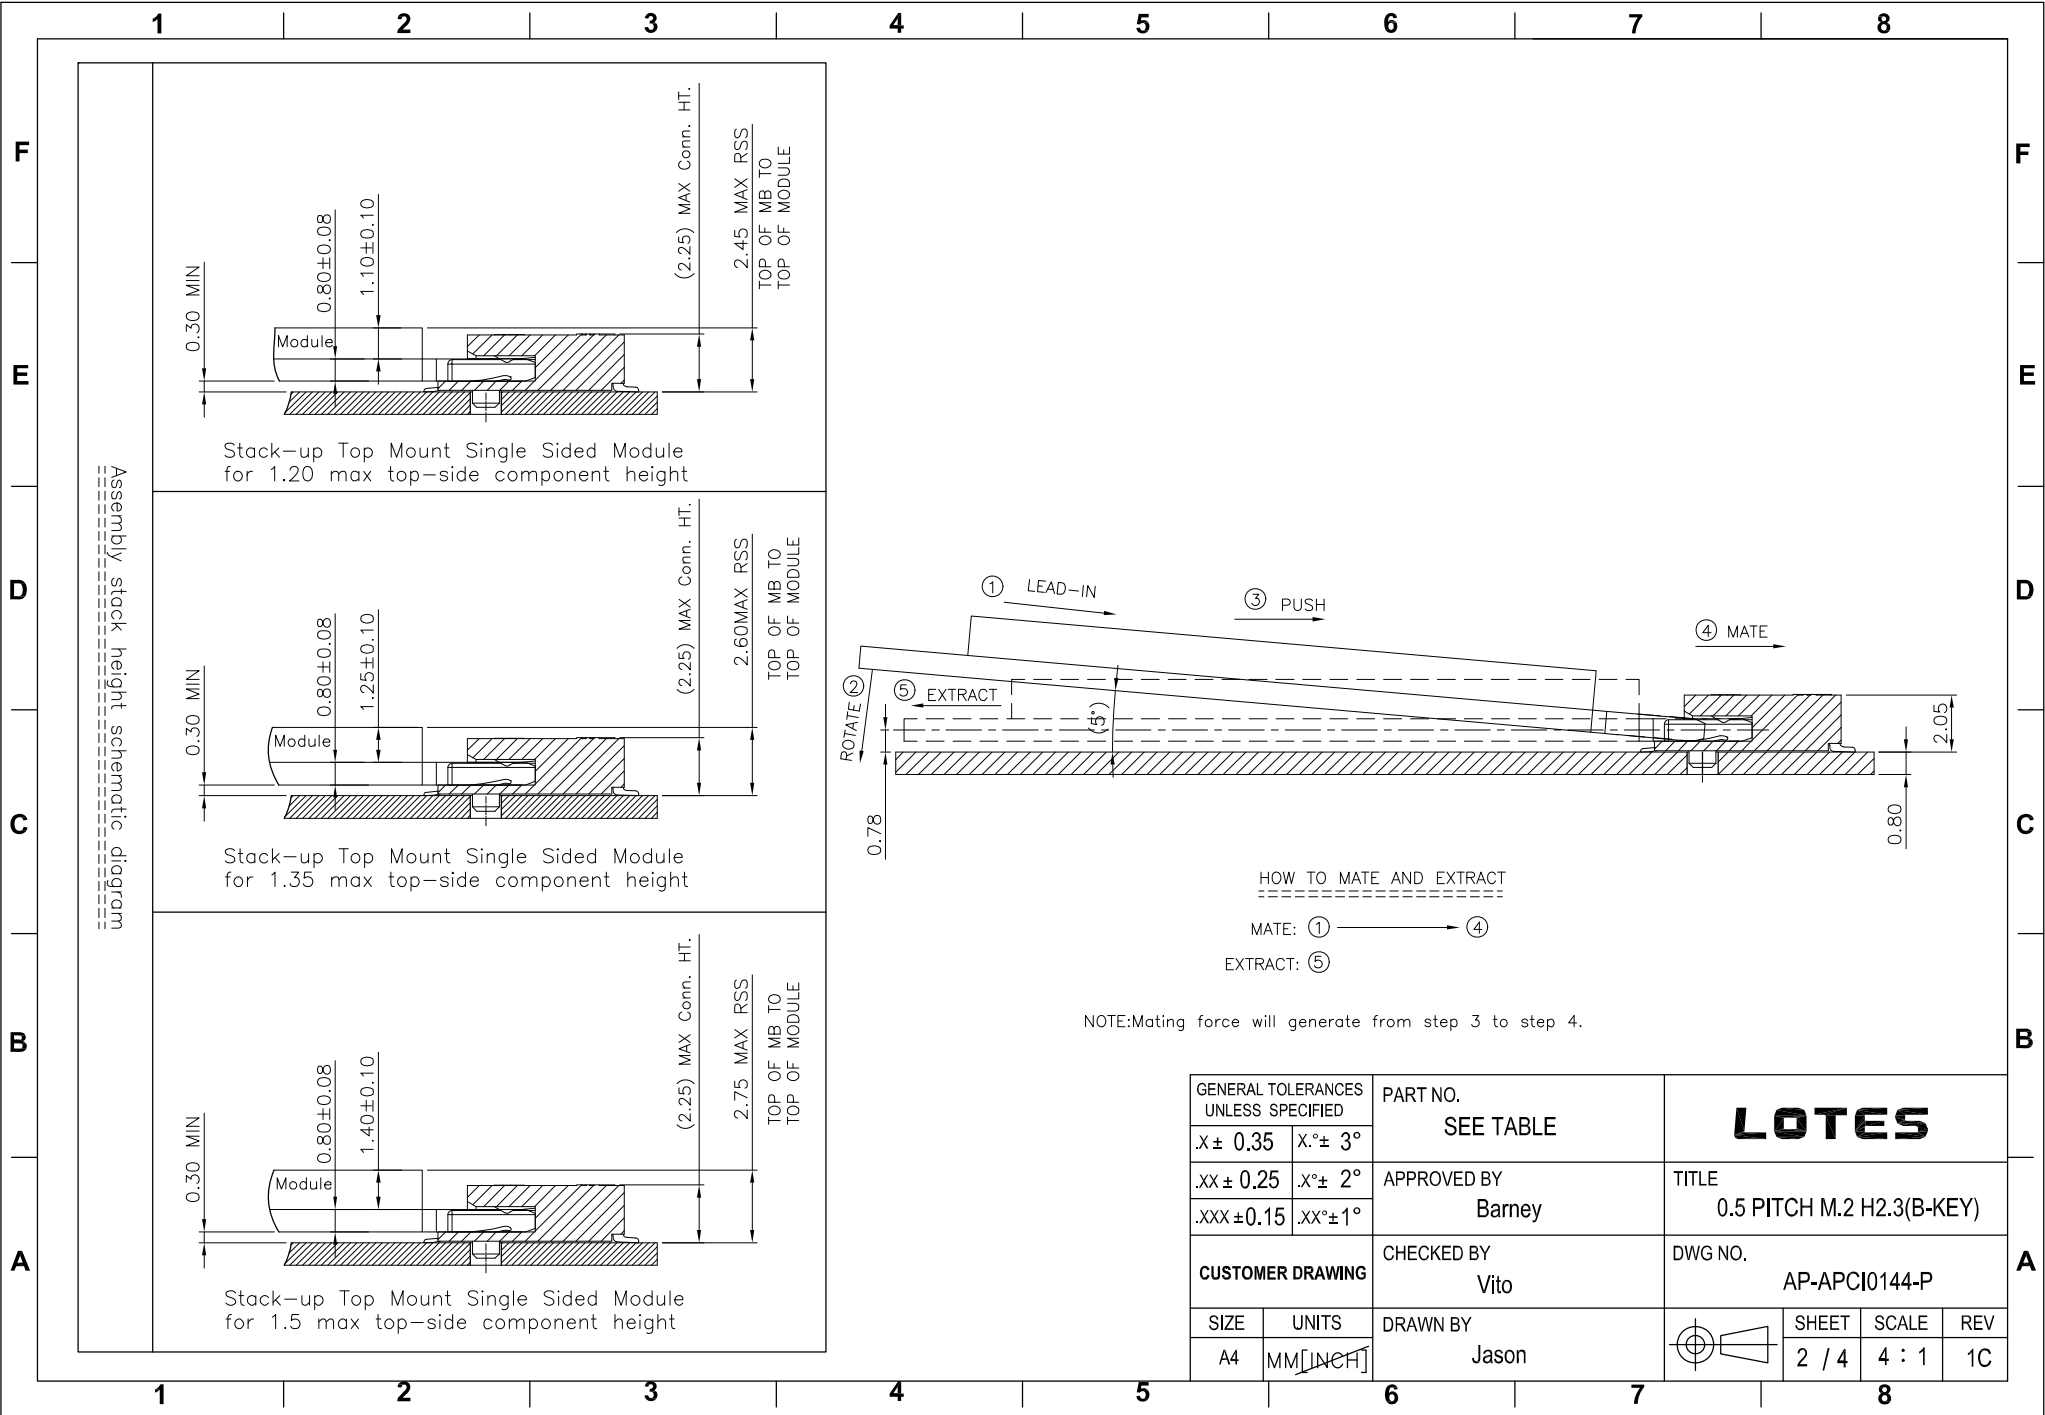 1 2 3 4 5 6 7 8
F
E
D
C
B
A
F
E
D
C
B
A
Assembly stack height schematic diagram
0.30 MIN
0.80±0.08
1.10±0.10
(2.25) MAX Conn. HT.
2.45 MAX RSS
TOP OF MB TO
TOP OF MODULE
Module
Stack-up Top Mount Single Sided Module
for 1.20 max top-side component height
0.30 MIN
0.80±0.08
1.25±0.10
(2.25) MAX Conn. HT.
2.60MAX RSS
TOP OF MB TO
TOP OF MODULE
Module
Stack-up Top Mount Single Sided Module
for 1.35 max top-side component height
0.30 MIN
0.80±0.08
1.40±0.10
(2.25) MAX Conn. HT.
2.75 MAX RSS
TOP OF MB TO
TOP OF MODULE
Module
Stack-up Top Mount Single Sided Module
for 1.5 max top-side component height
① LEAD-IN
③ PUSH
④ MATE
② ROTATE
⑤ EXTRACT
(5°)
2.05
0.78
0.80
HOW TO MATE AND EXTRACT
MATE: ① ④
EXTRACT: ⑤
NOTE:Mating force will generate from step 3 to step 4.
GENERAL TOLERANCES
UNLESS SPECIFIED
.X ± 0.35 X.°± 3°
.XX ± 0.25 .X°± 2°
.XXX ±0.15 .XX°±1°
CUSTOMER DRAWING
SIZE UNITS
A4 MM[INCH]
PART NO.
SEE TABLE
APPROVED BY
Barney
CHECKED BY
Vito
DRAWN BY
Jason
LOTES
TITLE
0.5 PITCH M.2 H2.3(B-KEY)
DWG NO.
AP-APCI0144-P
SHEET SCALE REV
2 / 4 4 : 1 1C
1 2 3 4 5 6 7 8